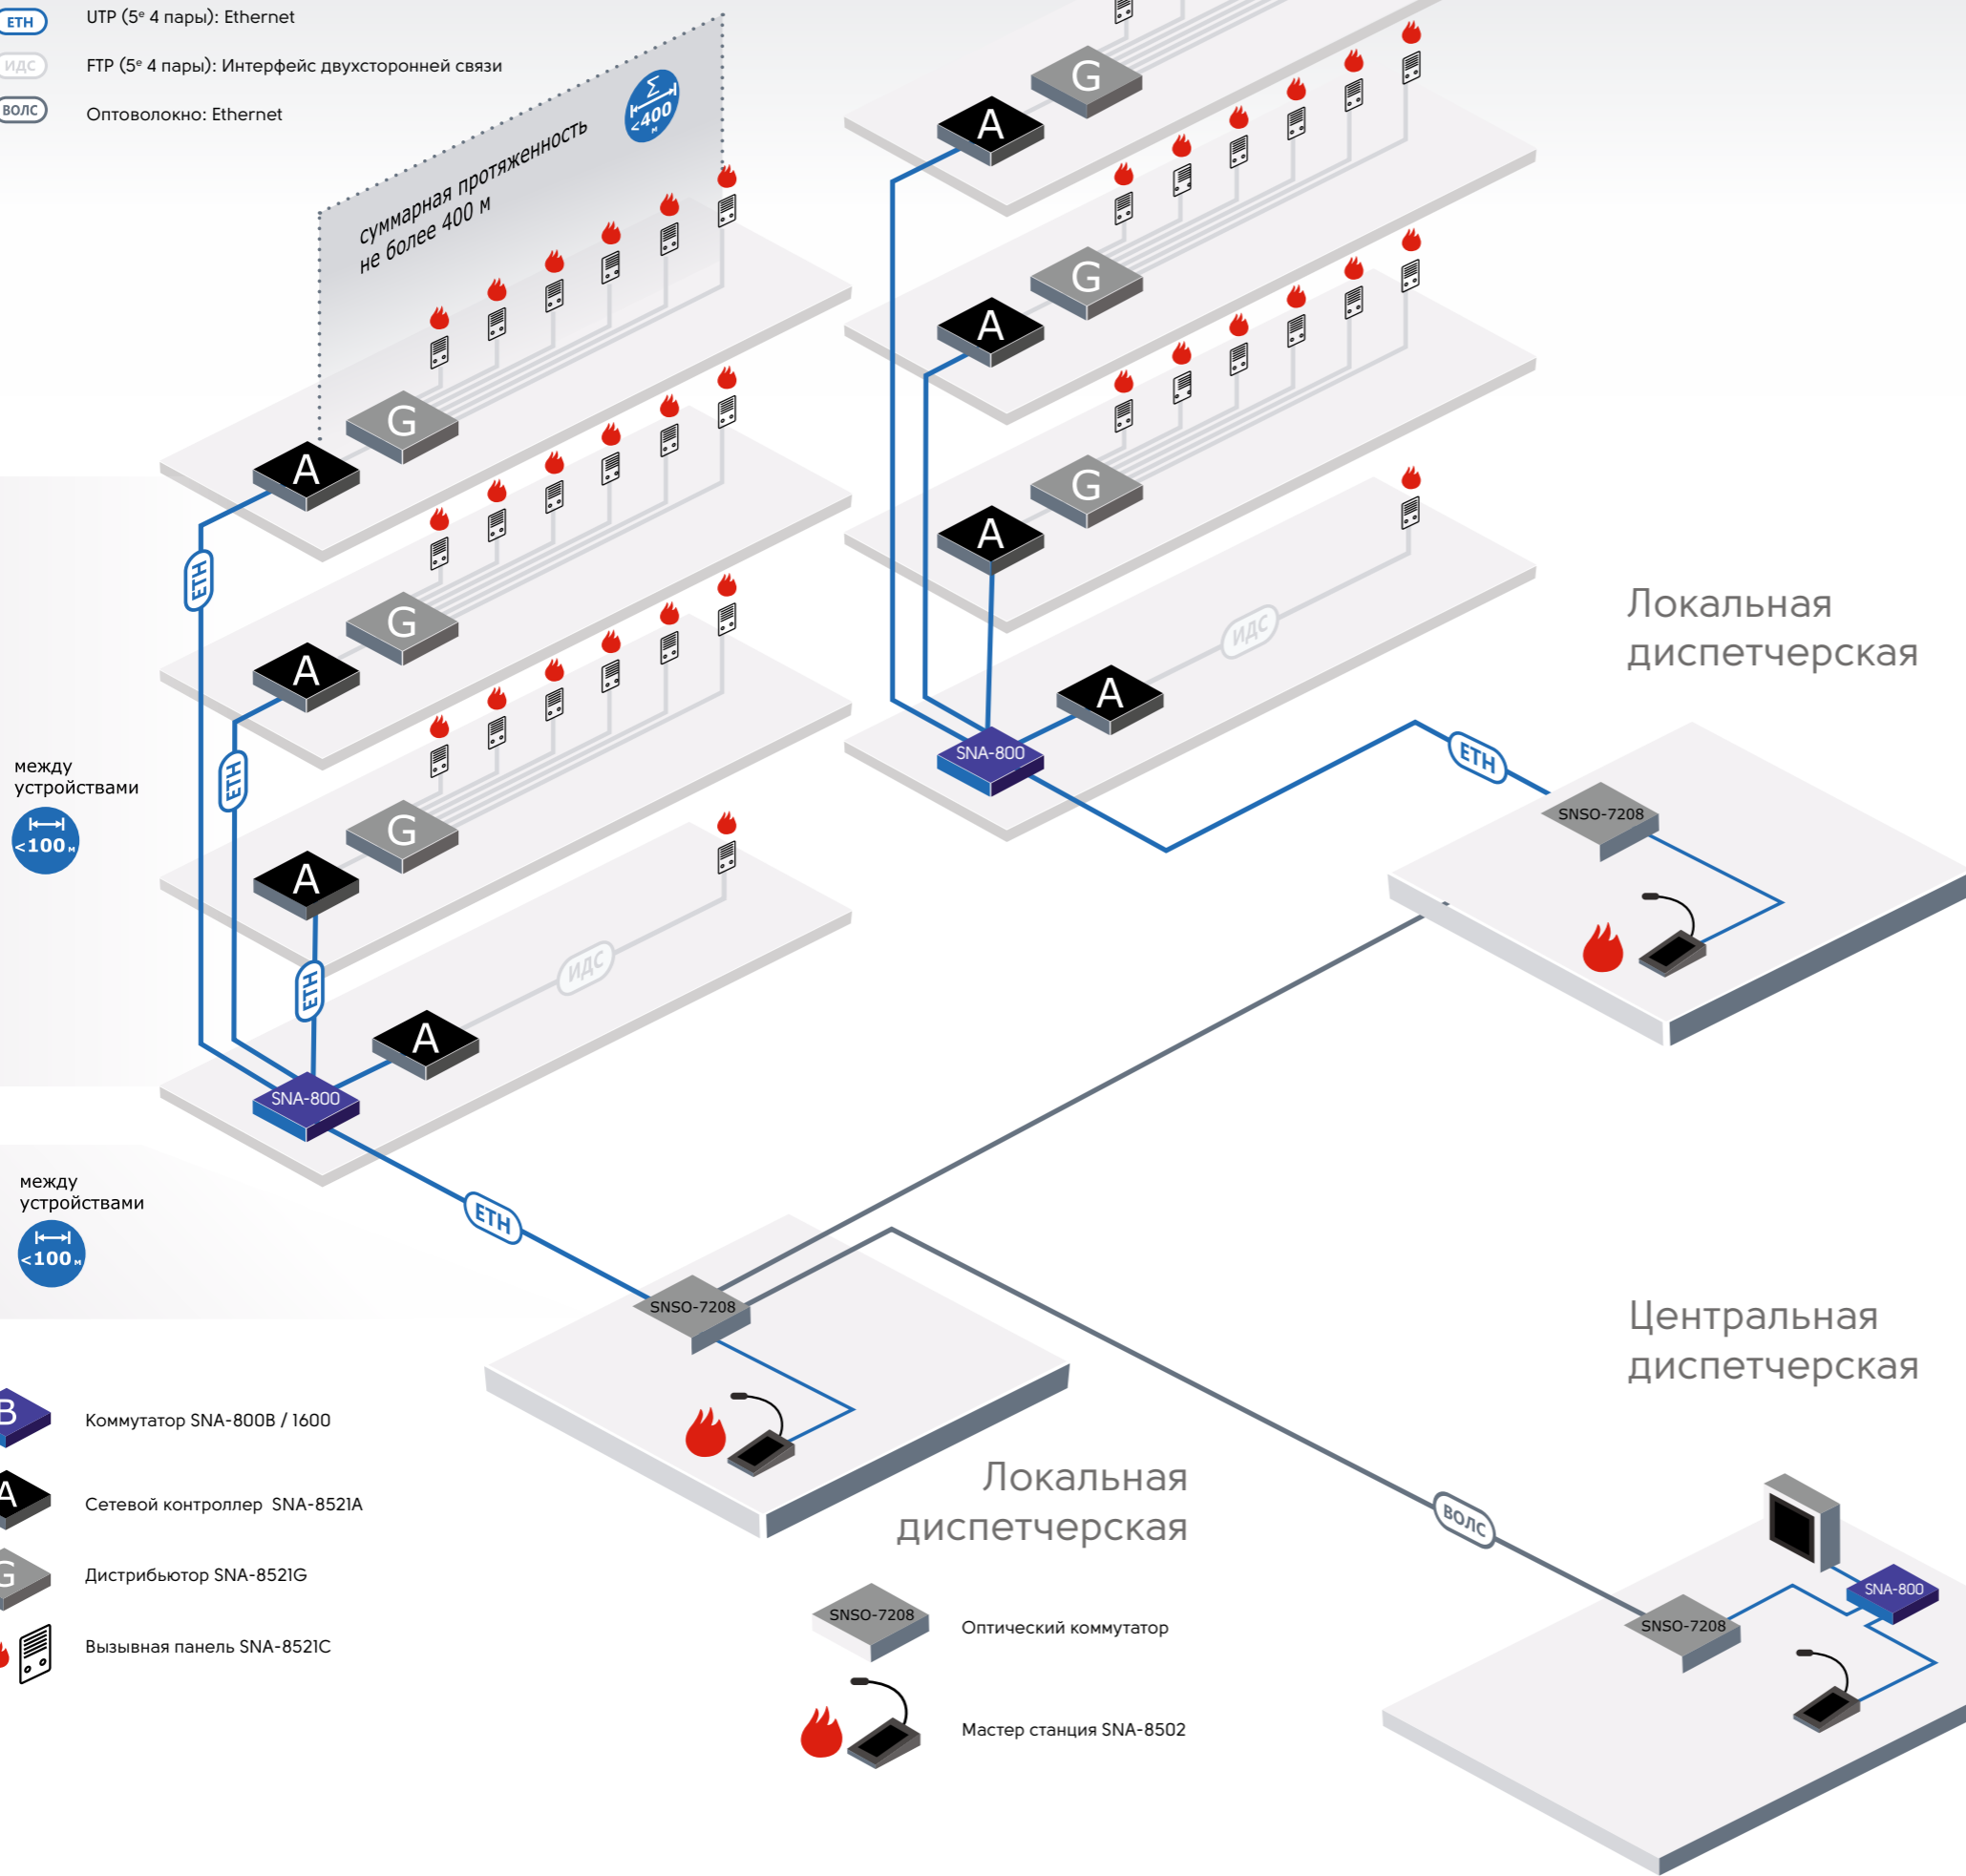 ETH
UTP (5е 4 пары): Ethernet
ИДС
FTP (5е 4 пары): Интерфейс двухсторонней связи
ВОЛС
Оптоволокно: Ethernet
Σ
<400
м
суммарная протяженность
не более 400 м
G
A
G
A
G
A
G
A
G
A
G
A
A
A
ETH
ETH
ETH
ИДС
ИДС
SNA-800
SNA-800
ETH
Локальная
диспетчерская
SNSO-7208
между
устройствами
<100 м
между
устройствами
<100 м
ETH
SNSO-7208
Локальная
диспетчерская
Центральная
диспетчерская
ВОЛС
SNA-800
SNSO-7208
B
Коммутатор SNA-800B / 1600
A
Сетевой контроллер SNA-8521A
G
Дистрибьютор SNA-8521G
Вызывная панель SNA-8521C
SNSO-7208
Оптический коммутатор
Мастер станция SNA-8502